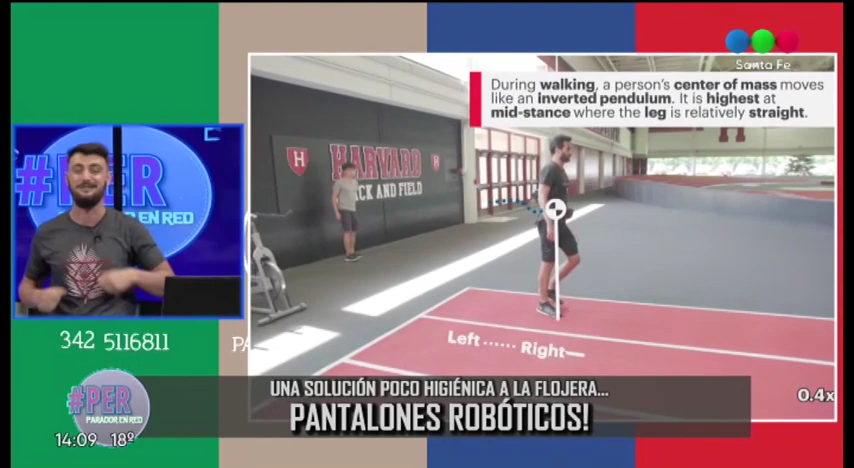 Santa Fe
During walking, a person's center of mass moves
like an inverted pendulum. It is highest at
mid-stance where the leg is relatively straight.
#PER
PARADOR EN RED
H
HARVARD
H
TRACK AND FIELD
342 5116811
PA
Left ...... Right—
0.4x
#PER
PARADOR EN RED
UNA SOLUCIÓN POCO HIGIÉNICA A LA FLOJERA...
PANTALONES ROBÓTICOS!
14:09 18º